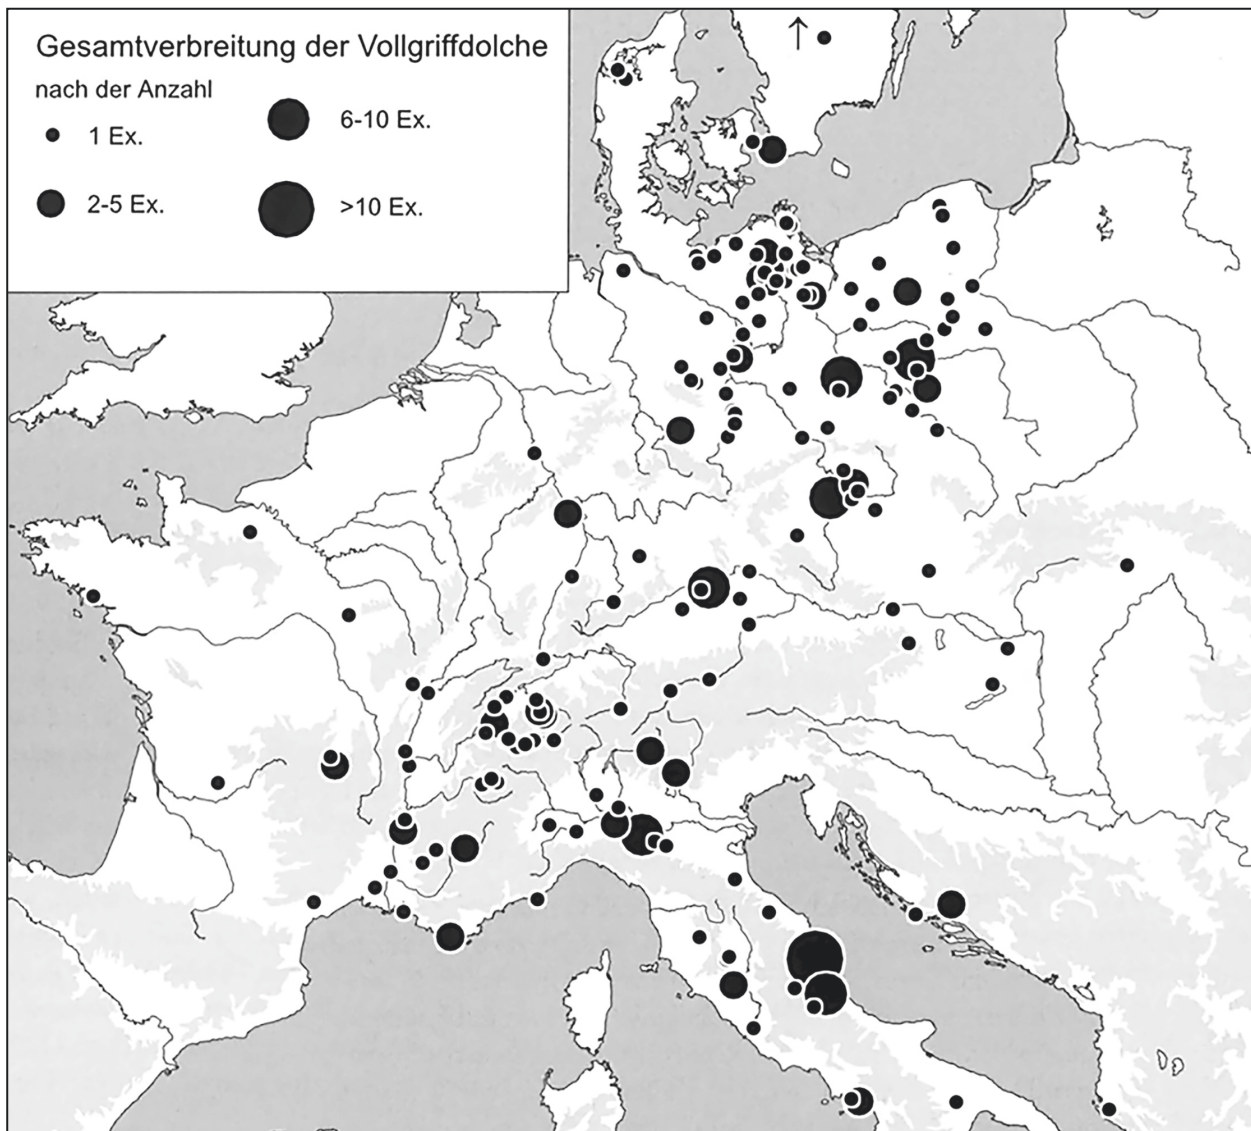 Gesamtverbreitung der Vollgriffdolche
nach der Anzahl
1 Ex.
2-5 Ex.
6-10 Ex.
>10 Ex.